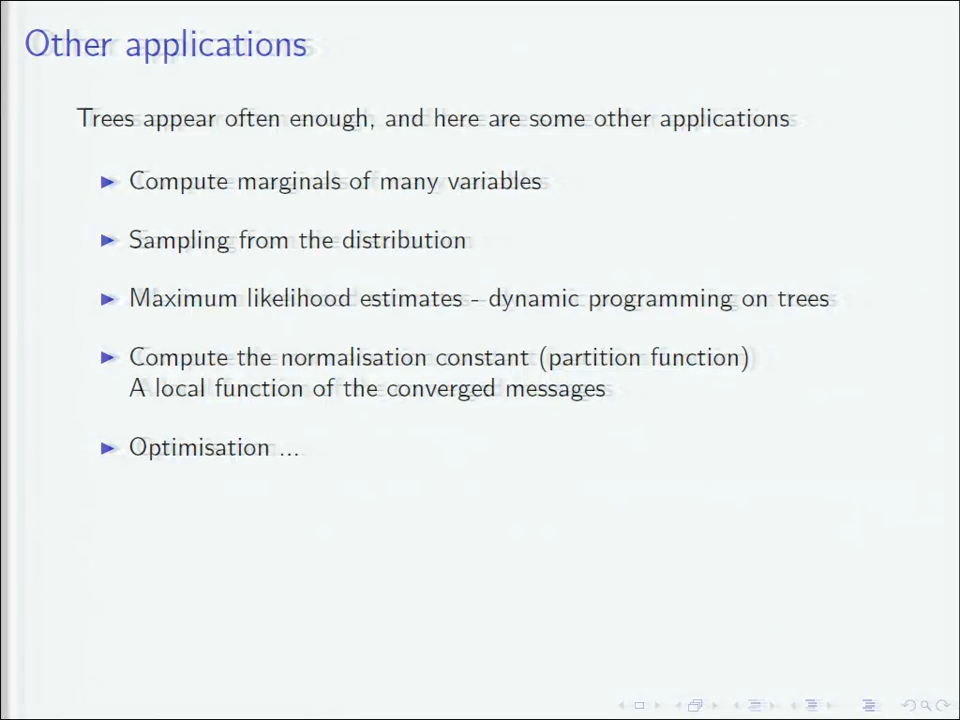 Other applications
Trees appear often enough, and here are some other applications
Compute marginals of many variables
Sampling from the distribution
Maximum likelihood estimates - dynamic programming on trees
Compute the normalisation constant (partition function)
A local function of the converged messages
Optimisation ...